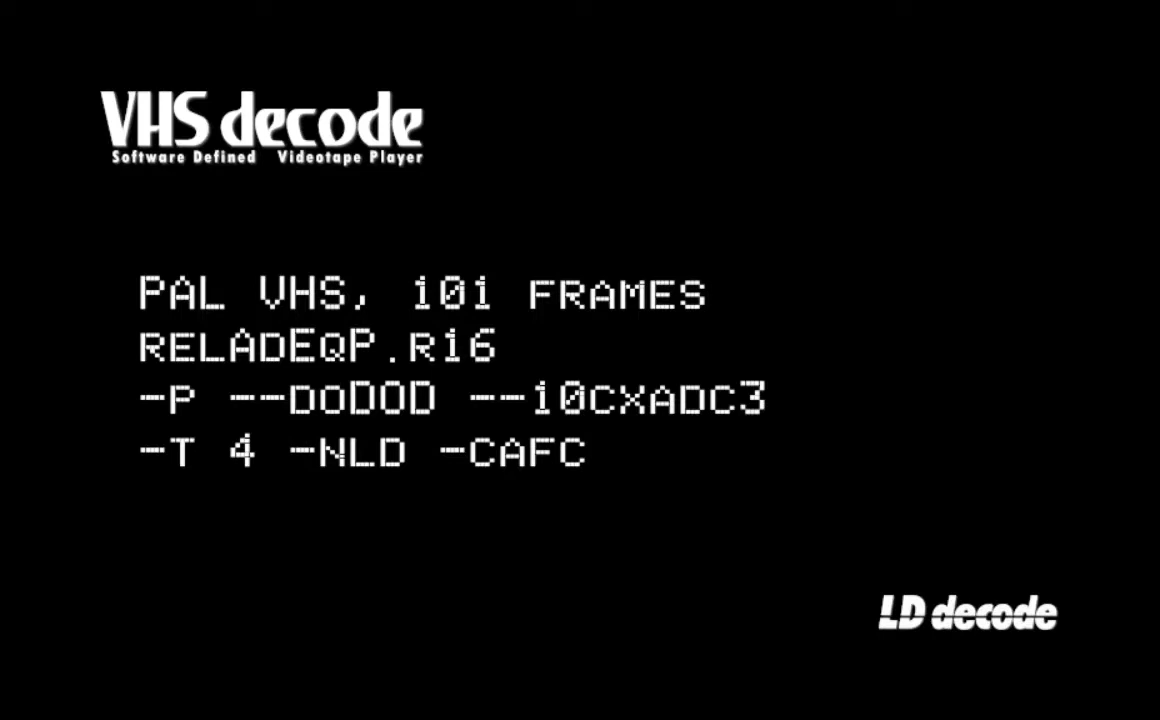 VHS decode
Software Defined Videotape Player
PAL VHS, 101 FRAMES
RELADEQP.R16
-P --DODOD --10CXADC3
-T 4 -NLD -CAFC
LD decode